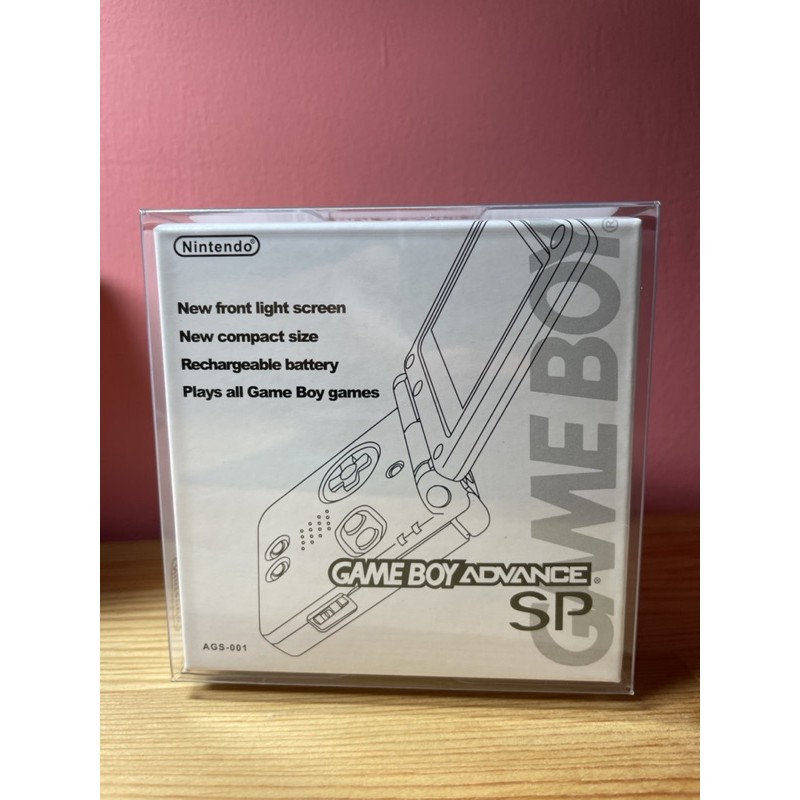 Nintendo®
New front light screen
New compact size
Rechargeable battery
Plays all Game Boy games
GAME BOY®
GAME BOY ADVANCE®
SP
AGS-001